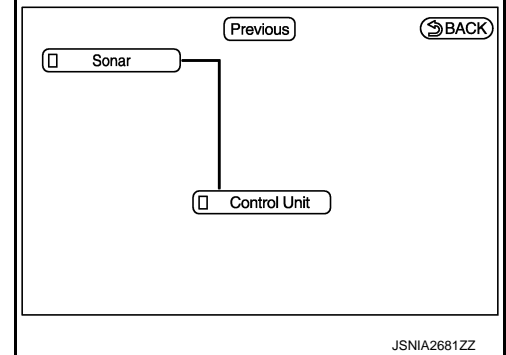 Previous
BACK
Sonar
Control Unit
JSNIA2681ZZ